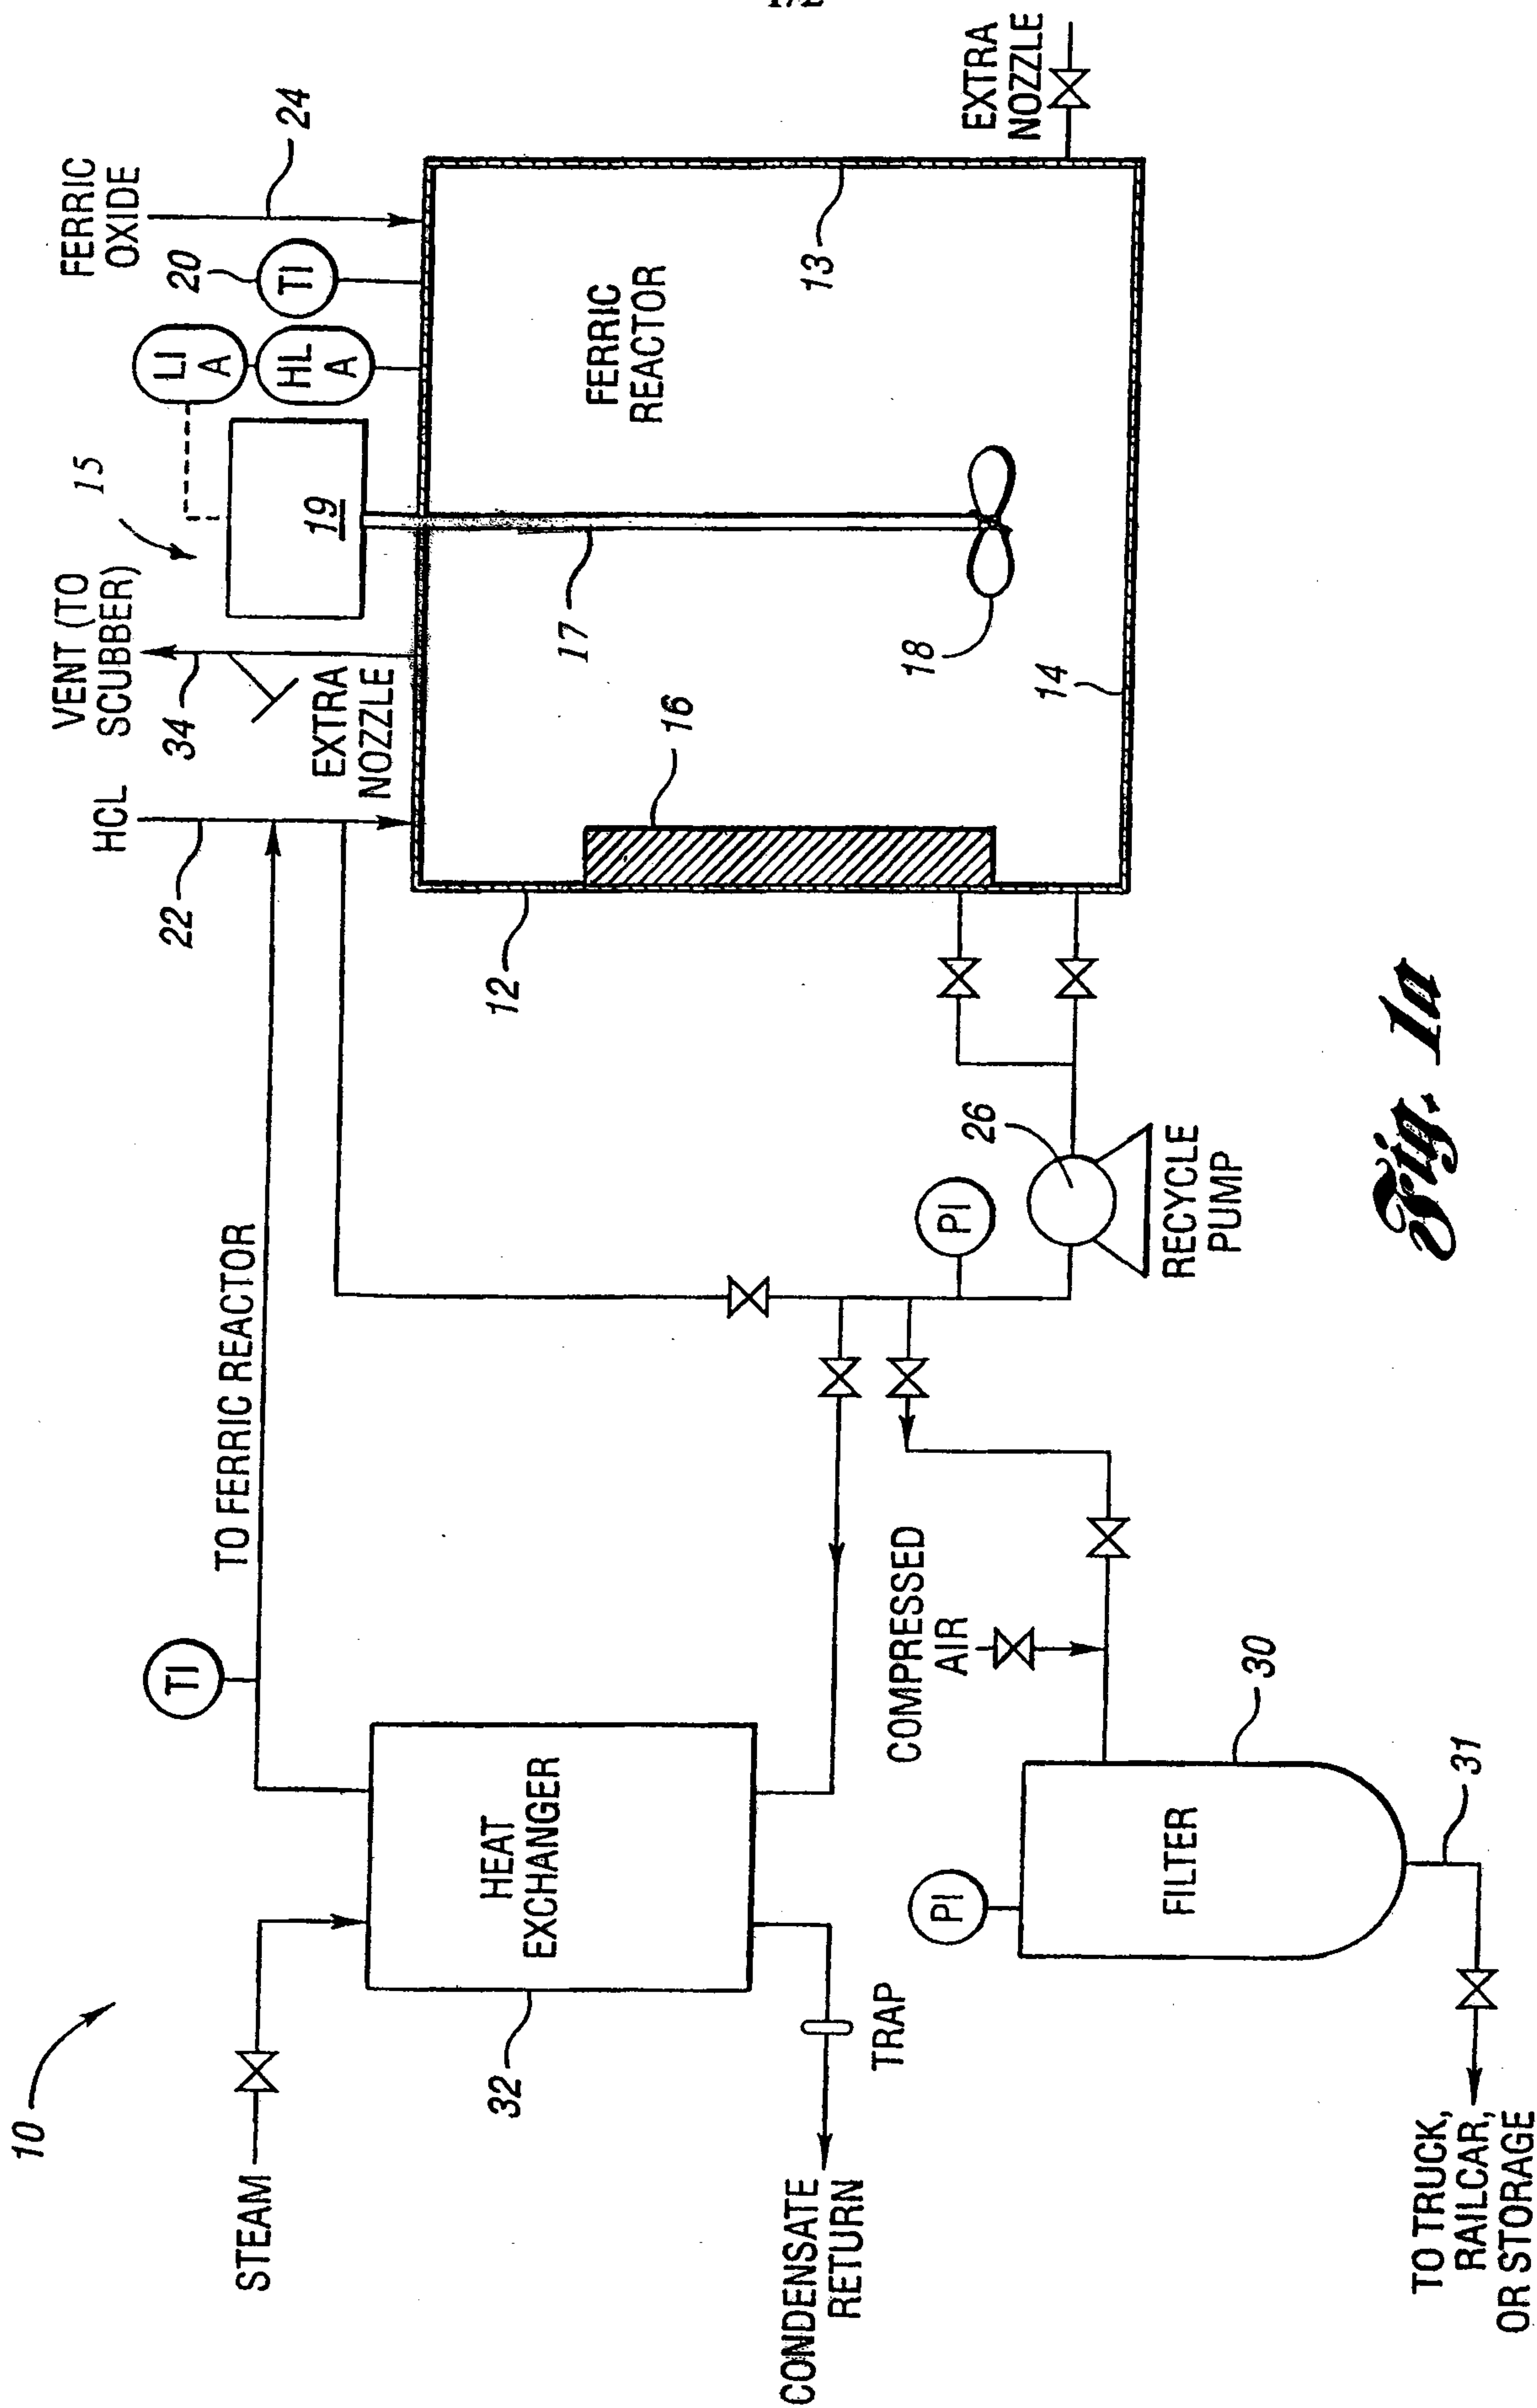 10
STEAM
TI
TO FERRIC REACTOR
HEAT
EXCHANGER
32
TRAP
CONDENSATE
RETURN
HCL
22
VENT (TO
SCUBBER)
34
EXTRA
NOZZLE
15
19
LI
A
HL
A
20
TI
FERRIC
OXIDE
24
FERRIC
REACTOR
12
16
17
18
13
14
EXTRA
NOZZLE
PI
26
RECYCLE
PUMP
COMPRESSED
AIR
PI
FILTER
30
31
TO TRUCK,
RAILCAR,
OR STORAGE
Fig. 1a